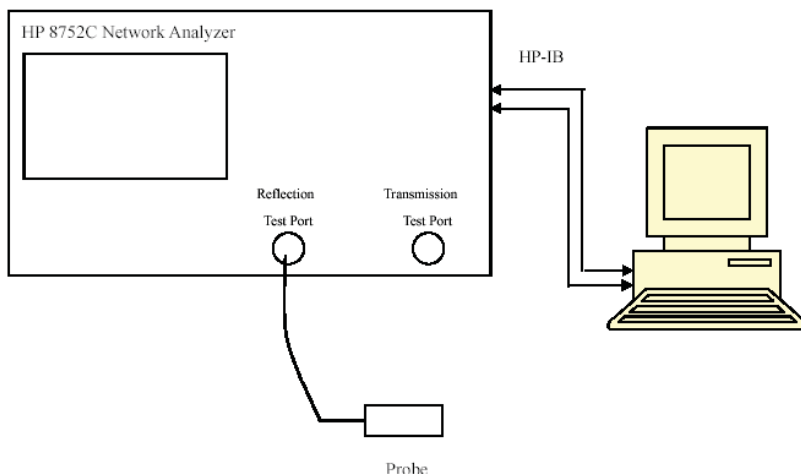 HP 8752C Network Analyzer
HP-IB
Reflection
Test Port
Transmission
Test Port
Probe